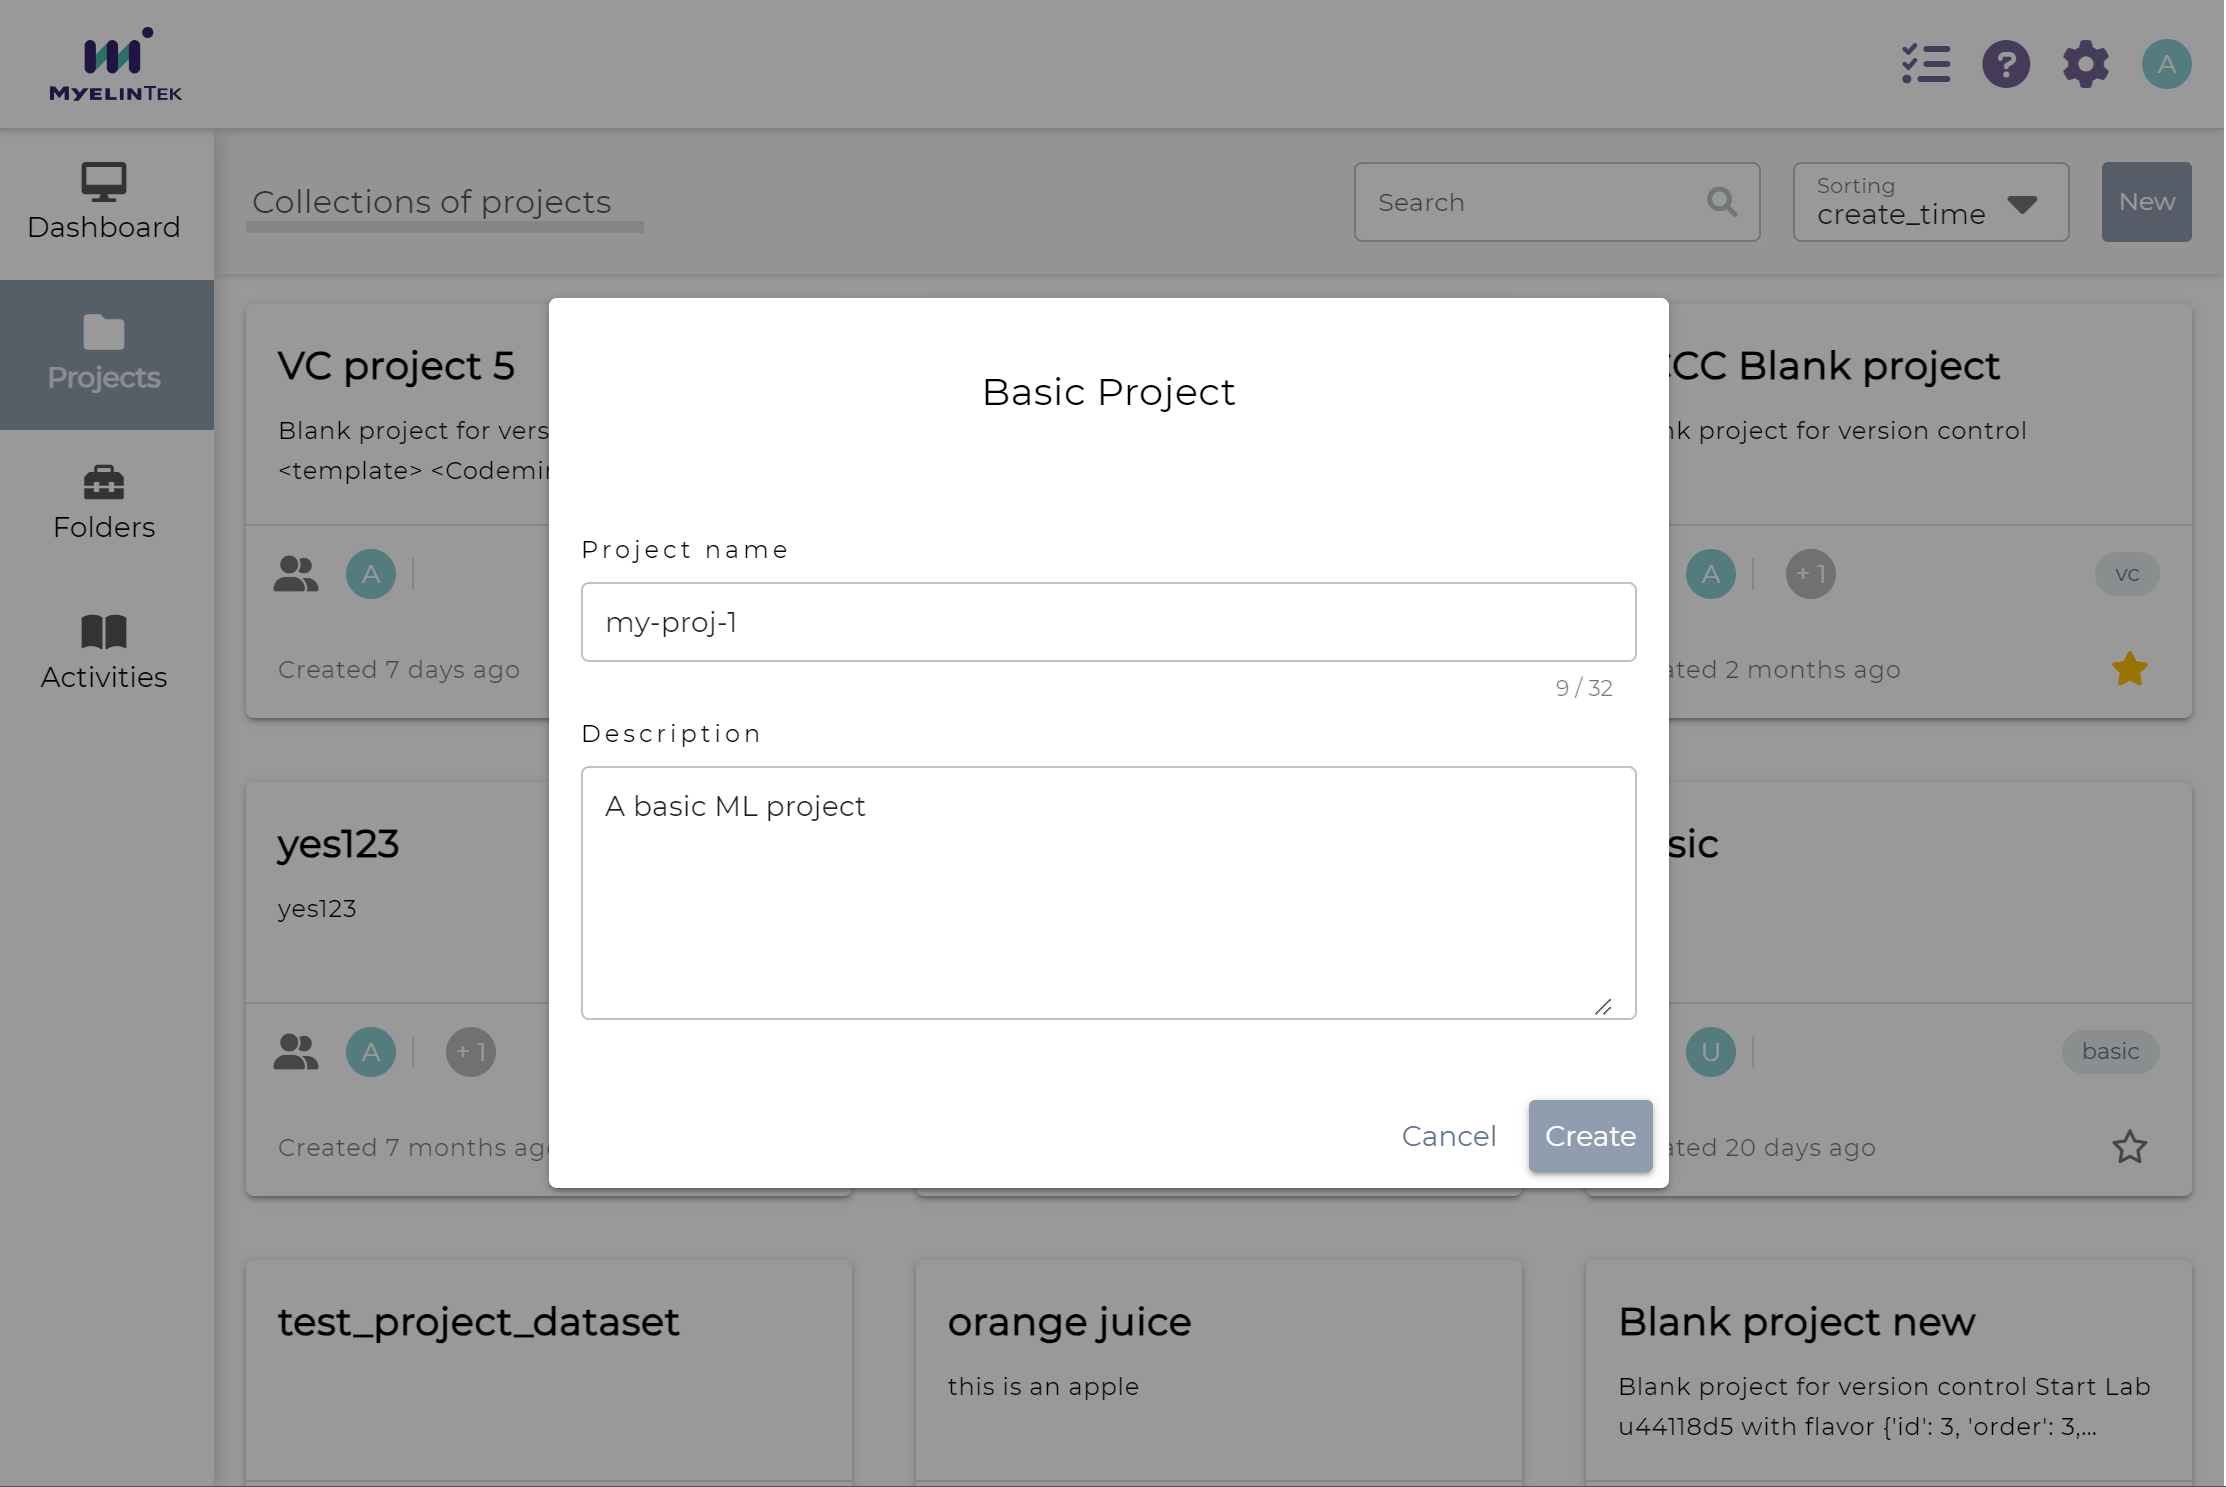 MYELINTEK
A
Dashboard
Projects
Folders
Activities
Collections of projects
Search
Sorting
create_time
New
VC project 5
Blank project for vers
<template> <Codemin
A
Created 7 days ago
CCC Blank project
nk project for version control
A
+ 1
vc
ated 2 months ago
Basic Project
Project name
my-proj-1
9 / 32
Description
A basic ML project
Cancel
Create
yes123
yes123
A
+ 1
Created 7 months ago
sic
U
basic
ated 20 days ago
test_project_dataset
orange juice
this is an apple
Blank project new
Blank project for version control Start Lab
u44118d5 with flavor {'id': 3, 'order': 3,...